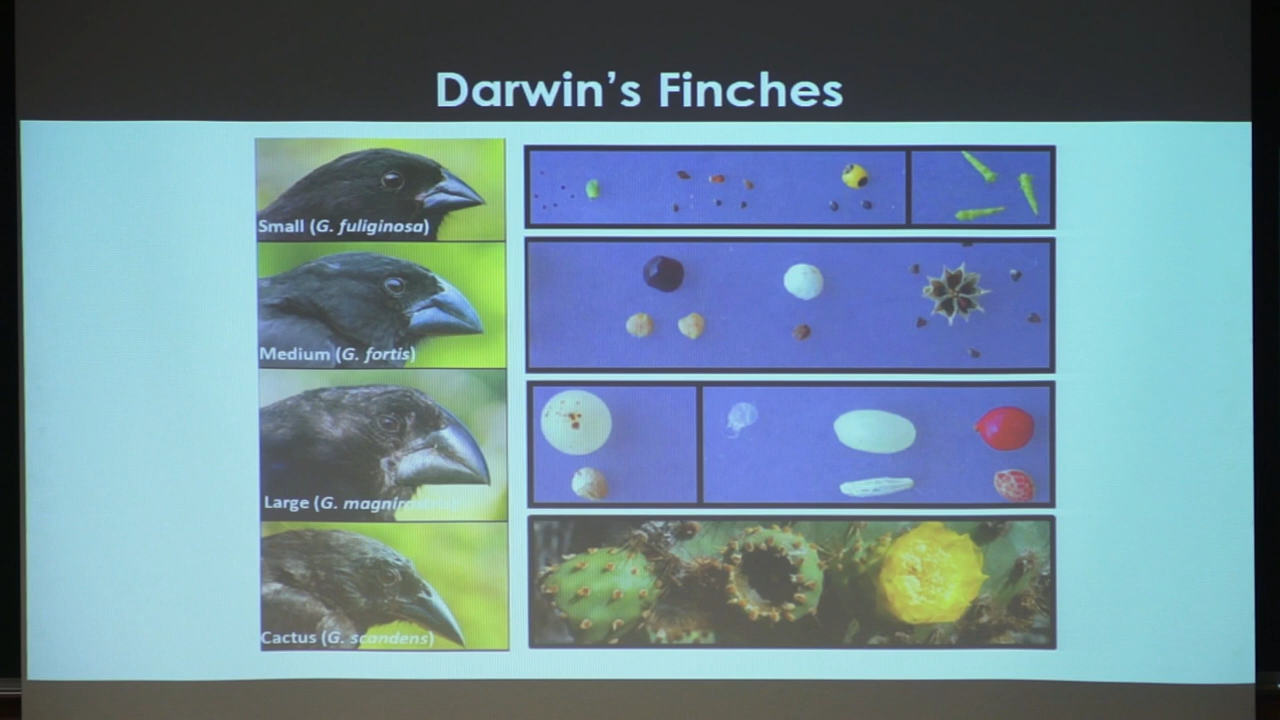 Darwin's Finches
Small (G. fuliginosa)
Medium (G. fortis)
Large (G. magnirostris)
Cactus (G. scandens)